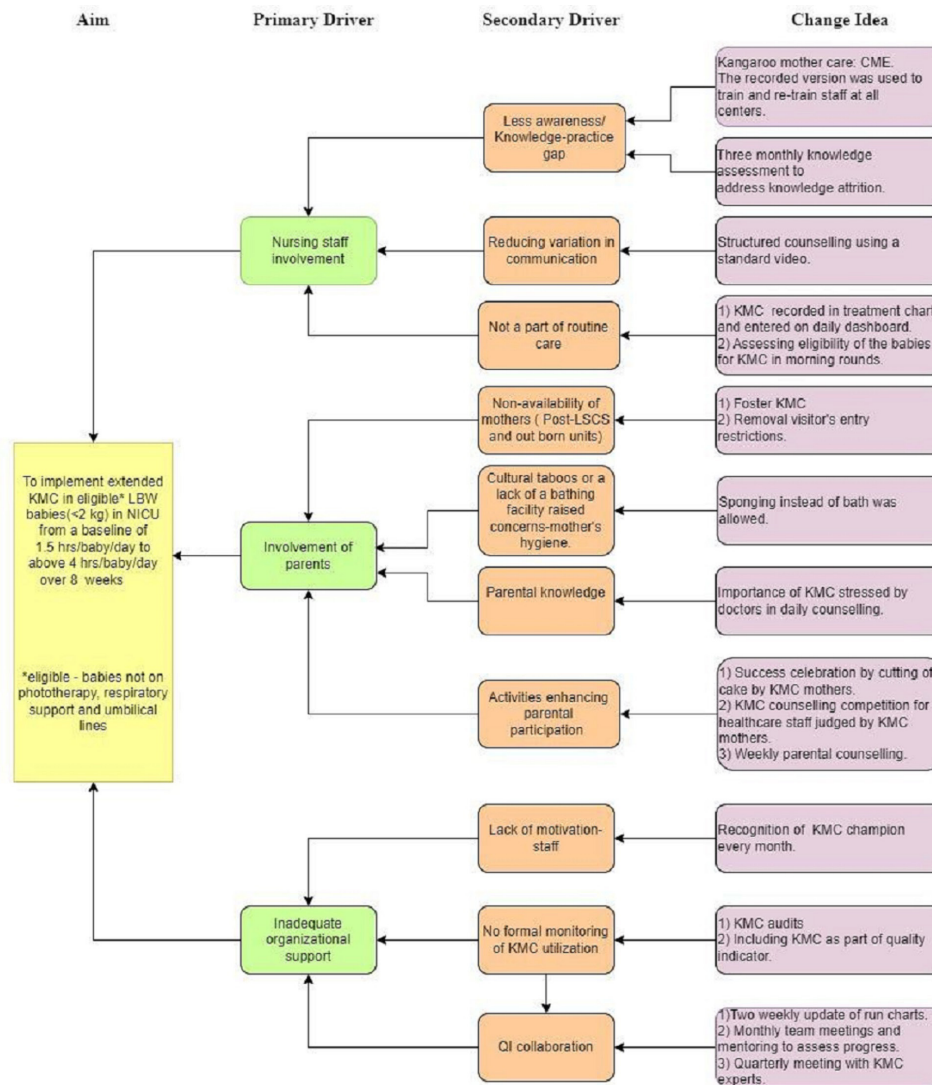 Aim
Primary Driver
Secondary Driver
Change Idea
Kangaroo mother care: CME.
The recorded version was used to
train and re-train staff at all
centers.
Less awareness/
Knowledge-practice
gap
Three monthly knowledge
assessment to
address knowledge attrition.
Nursing staff
involvement
Reducing variation in
communication
Structured counselling using a
standard video.
Not a part of routine
care
1) KMC recorded in treatment chart
and entered on daily dashboard.
2) Assessing eligibility of the babies
for KMC in morning rounds.
Non-availability of
mothers ( Post-LSCS
and out born units)
1) Foster KMC
2) Removal visitor's entry
restrictions.
To implement extended
KMC in eligible* LBW
babies(<2 kg) in NICU
from a baseline of
1.5 hrs/baby/day to
above 4 hrs/baby/day
over 8 weeks
*eligible - babies not on
phototherapy, respiratory
support and umbilical
lines
Involvement of
parents
Cultural taboos or a
lack of a bathing
facility raised
concerns-mother's
hygiene.
Sponging instead of bath was
allowed.
Parental knowledge
Importance of KMC stressed by
doctors in daily counselling.
Activities enhancing
parental
participation
1) Success celebration by cutting of
cake by KMC mothers.
2) KMC counselling competition for
healthcare staff judged by KMC
mothers.
3) Weekly parental counselling.
Lack of motivation-
staff
Recognition of KMC champion
every month.
Inadequate
organizational
support
No formal monitoring
of KMC utilization
1) KMC audits
2) Including KMC as part of quality
indicator.
QI collaboration
1)Two weekly update of run charts.
2) Monthly team meetings and
mentoring to assess progress.
3) Quarterly meeting with KMC
experts.